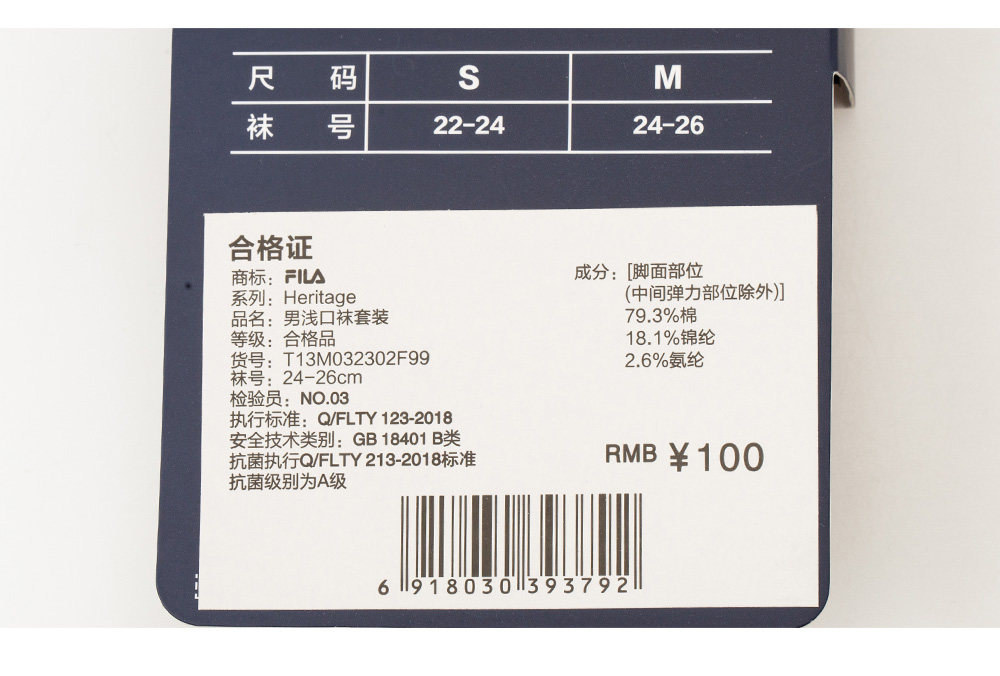 尺 码 S M
袜 号 22-24 24-26
合格证
商标：FILA
系列：Heritage
品名：男浅口袜套装
等级：合格品
货号：T13M032302F99
袜号：24-26cm
检验员：NO.03
执行标准：Q/FLTY 123-2018
安全技术类别：GB 18401 B类
抗菌执行Q/FLTY 213-2018标准
抗菌级别为A级
成分：[脚面部位
(中间弹力部位除外)]
79.3%棉
18.1%锦纶
2.6%氨纶
RMB ¥100
6 918030 393792